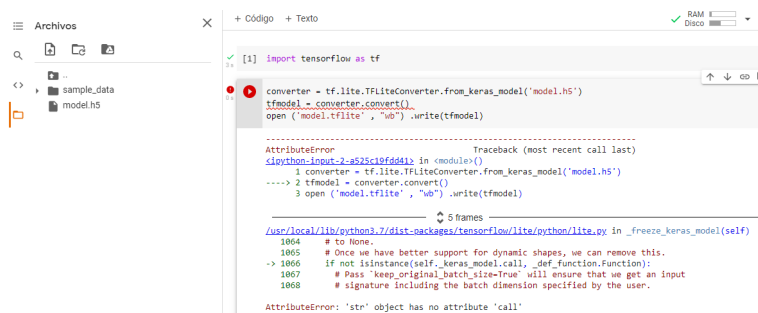 Archivos
+ Código + Texto
RAM
Disco
..
sample_data
model.h5
[1] import tensorflow as tf
3 s
0 s
converter = tf.lite.TFLiteConverter.from_keras_model('model.h5')
tfmodel = converter.convert()
open ('model.tflite' , "wb") .write(tfmodel)
---------------------------------------------------------------------------
AttributeError Traceback (most recent call last)
<ipython-input-2-a525c19fdd41> in <module>()
1 converter = tf.lite.TFLiteConverter.from_keras_model('model.h5')
----> 2 tfmodel = converter.convert()
3 open ('model.tflite' , "wb") .write(tfmodel)
5 frames
/usr/local/lib/python3.7/dist-packages/tensorflow/lite/python/lite.py in _freeze_keras_model(self)
1064 # to None.
1065 # Once we have better support for dynamic shapes, we can remove this.
-> 1066 if not isinstance(self._keras_model.call, _def_function.Function):
1067 # Pass `keep_original_batch_size=True` will ensure that we get an input
1068 # signature including the batch dimension specified by the user.
AttributeError: 'str' object has no attribute 'call'